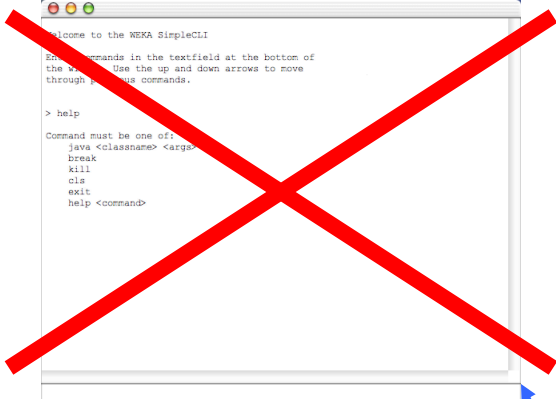 elcome to the WEKA SimpleCLI
commands in the textfield at the bottom of
the Use the up and down arrows to move
through commands.
> help
Command must be one of:
java <classname> <args>
break
kill
cls
exit
help <command>